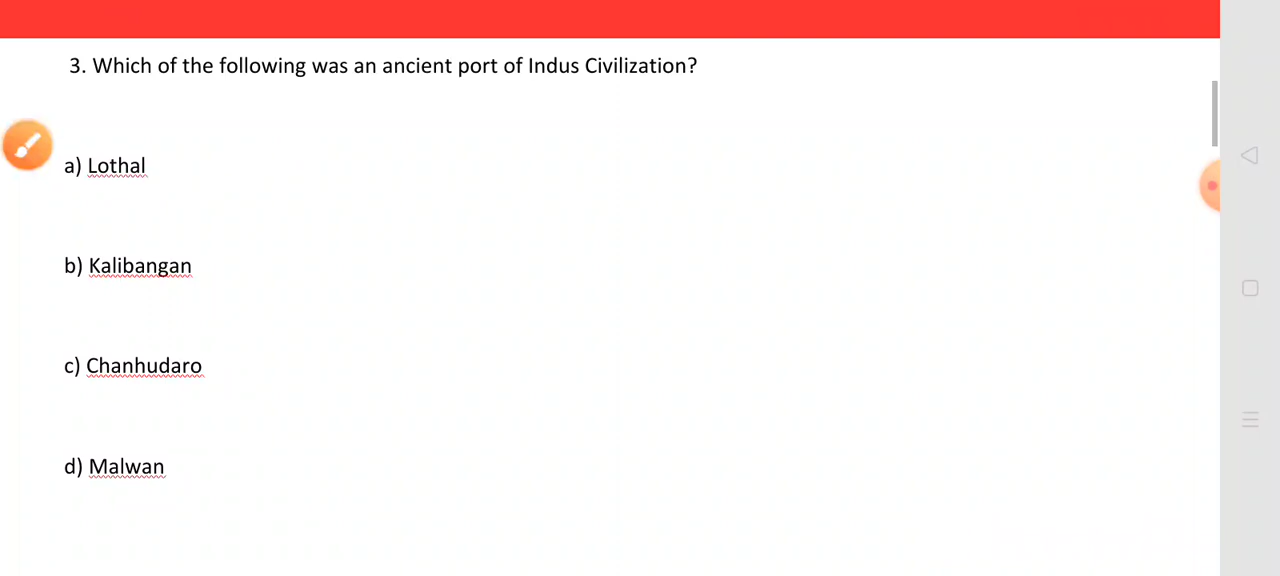 3. Which of the following was an ancient port of Indus Civilization?
a) Lothal
b) Kalibangan
c) Chanhudaro
d) Malwan